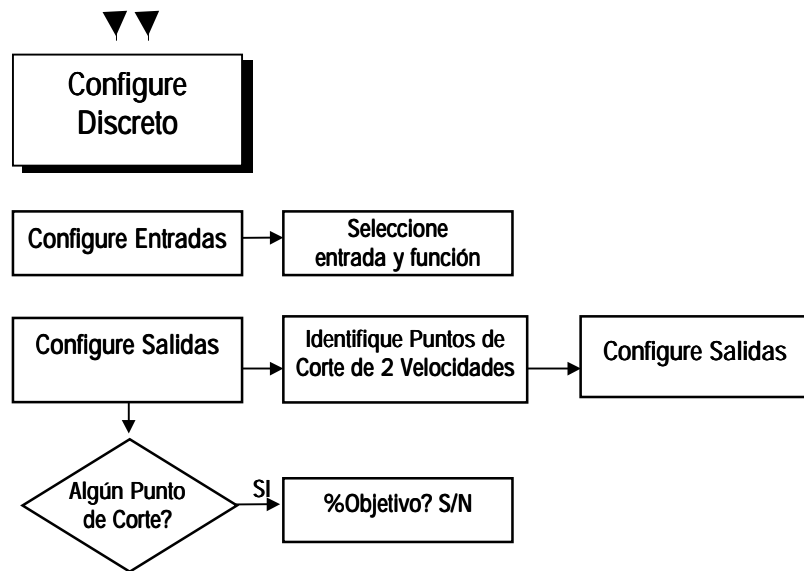 Configure
Discreto
Configure Entradas
Seleccione
entrada y función
Configure Salidas
Identifique Puntos de
Corte de 2 Velocidades
Configure Salidas
Algún Punto
de Corte?
SI
%Objetivo? S/N